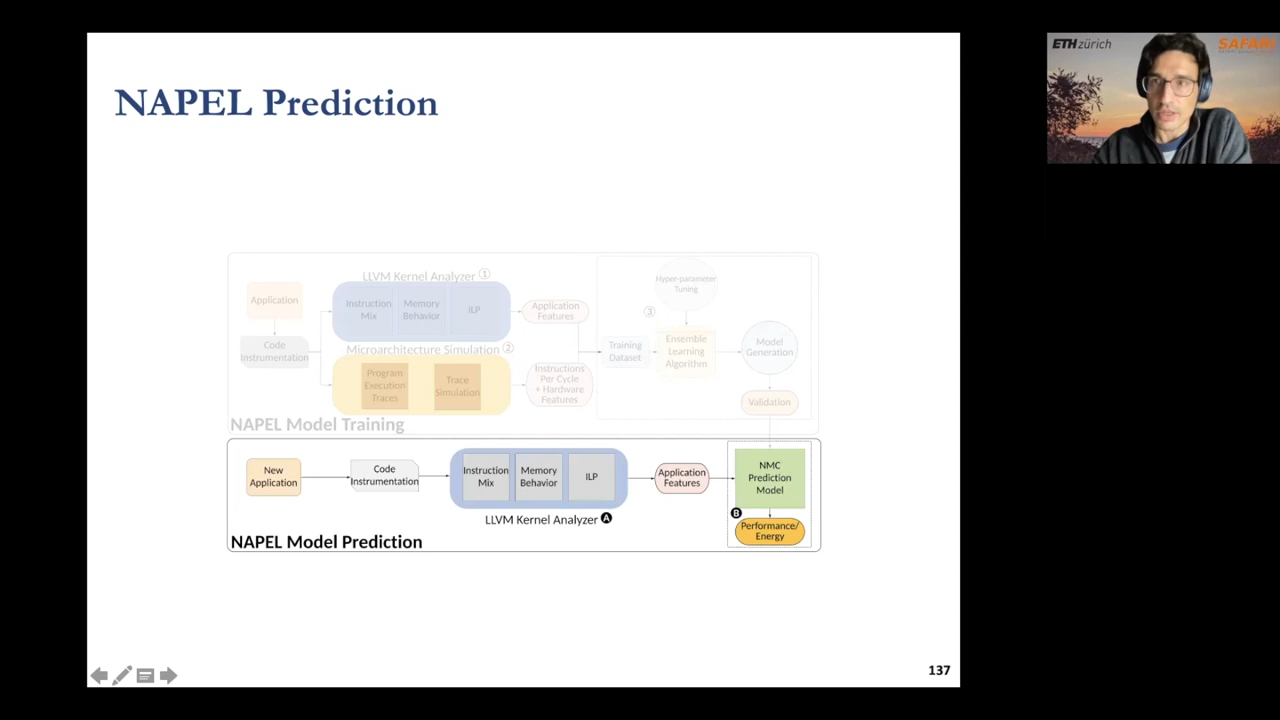 NAPEL Prediction
ETH zürich
SAFARI
LLVM Kernel Analyzer ①
Application
Instruction
Mix
Memory
Behavior
ILP
Application
Features
Hyper-parameter
Tuning
③
Code
Instrumentation
Training
Dataset
Ensemble
Learning
Algorithm
Model
Generation
Microarchitecture Simulation ②
Program
Execution
Traces
Trace
Simulation
Instructions
Per Cycle
+ Hardware
Features
Validation
NAPEL Model Training
New
Application
Code
Instrumentation
Instruction
Mix
Memory
Behavior
ILP
Application
Features
NMC
Prediction
Model
LLVM Kernel Analyzer A
B
Performance/
Energy
NAPEL Model Prediction
137